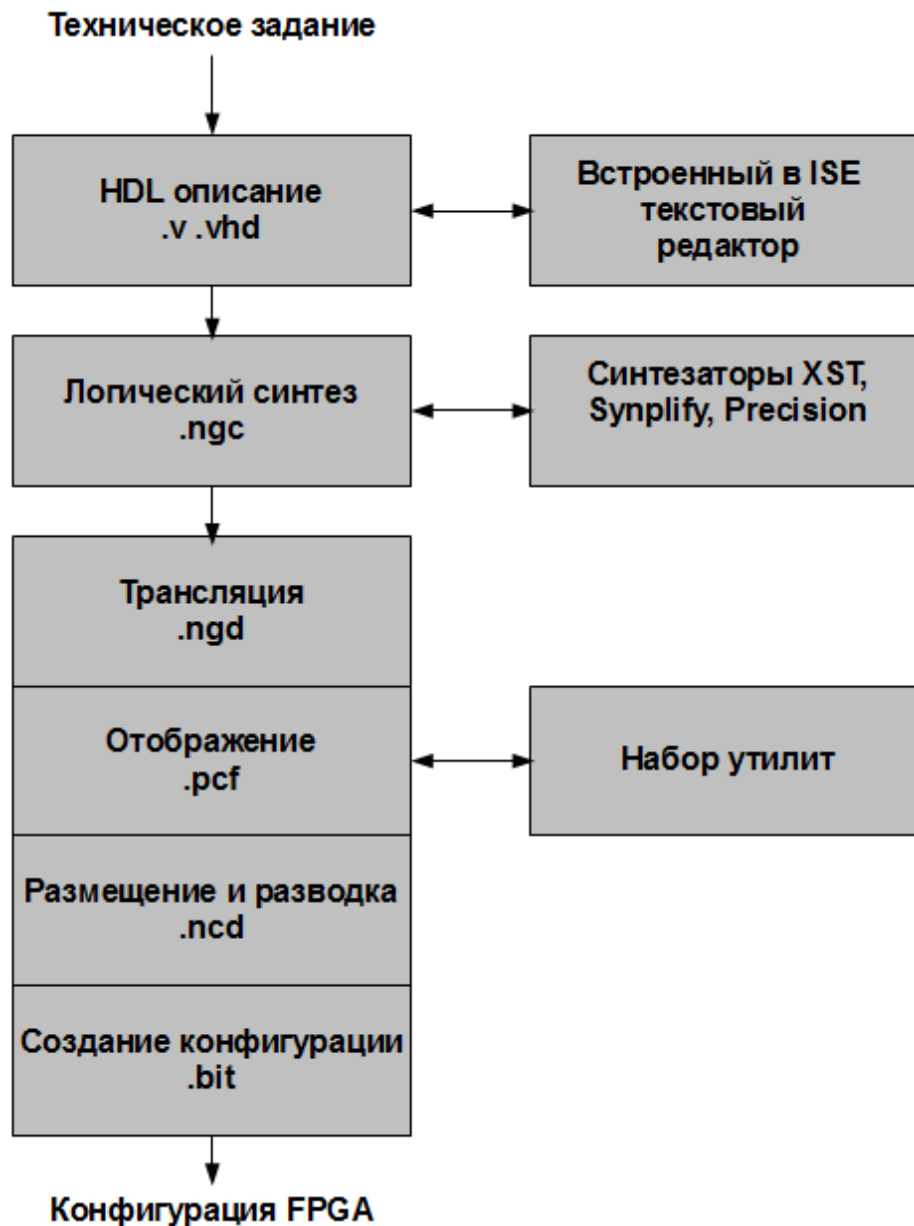 Техническое задание
HDL описание
.v .vhd
Встроенный в ISE
текстовый
редактор
Логический синтез
.ngc
Синтезаторы XST,
Synplify, Precision
Трансляция
.ngd
Отображение
.pcf
Набор утилит
Размещение и разводка
.ncd
Создание конфигурации
.bit
Конфигурация FPGA